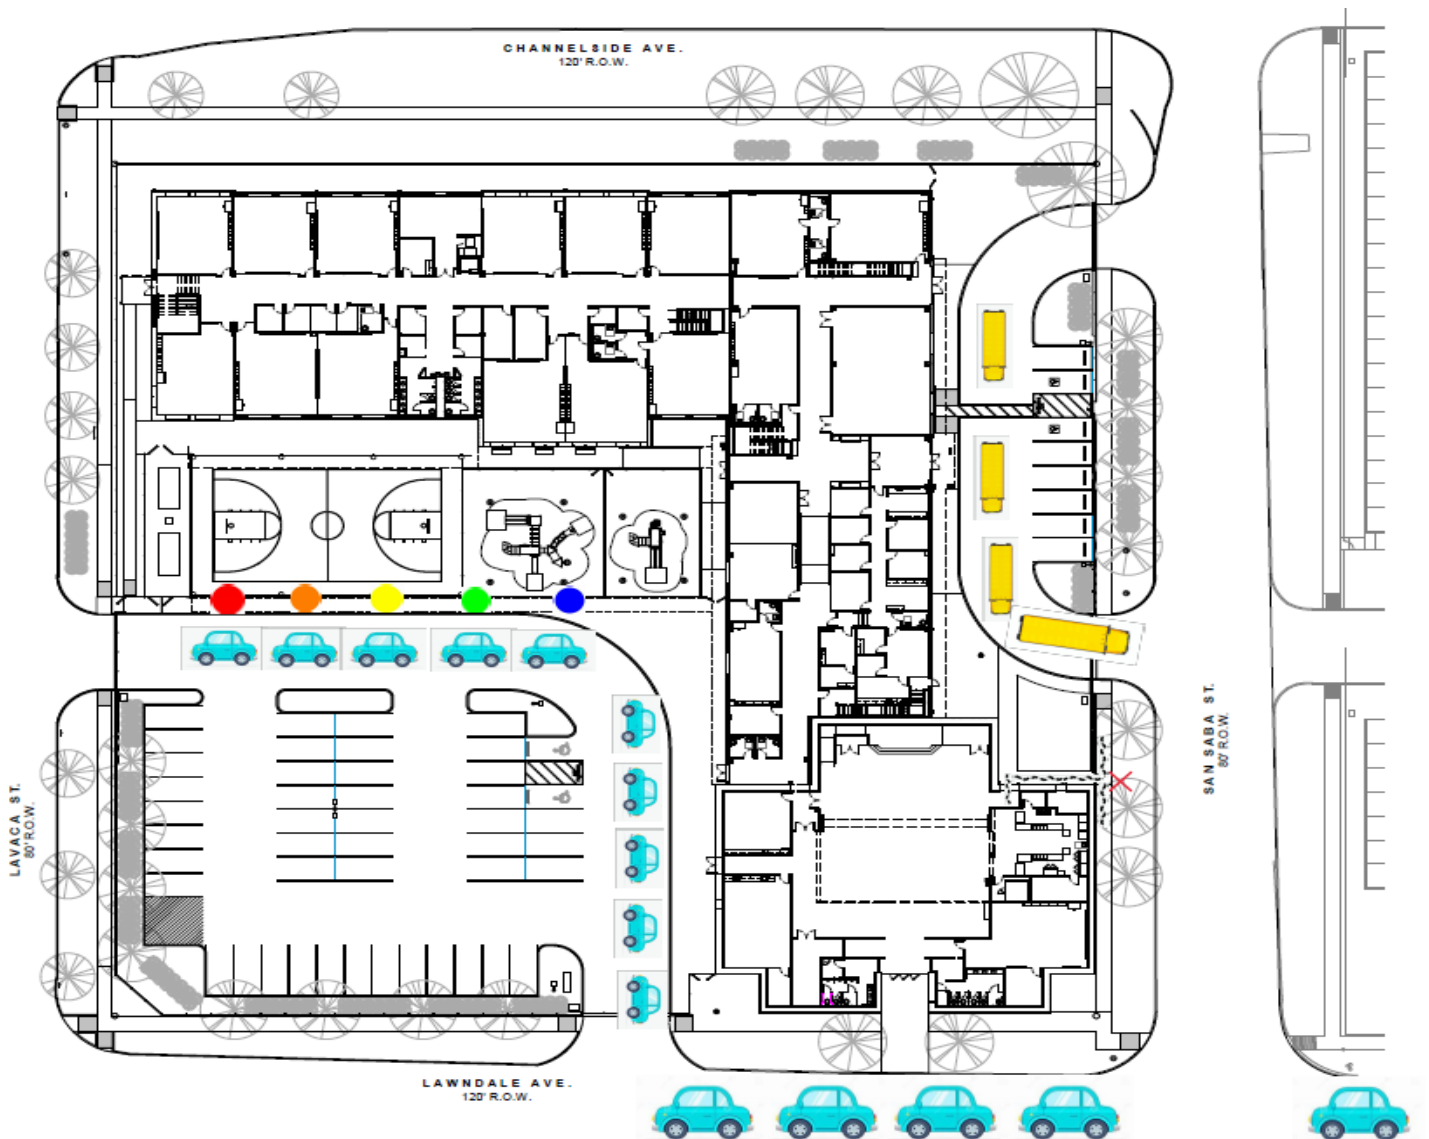 CHANNELSIDE AVE.
120' R.O.W.
SAN SABA ST.
80' R.O.W.
LAVACA ST.
80' R.O.W.
LAWNDALE AVE.
120' R.O.W.